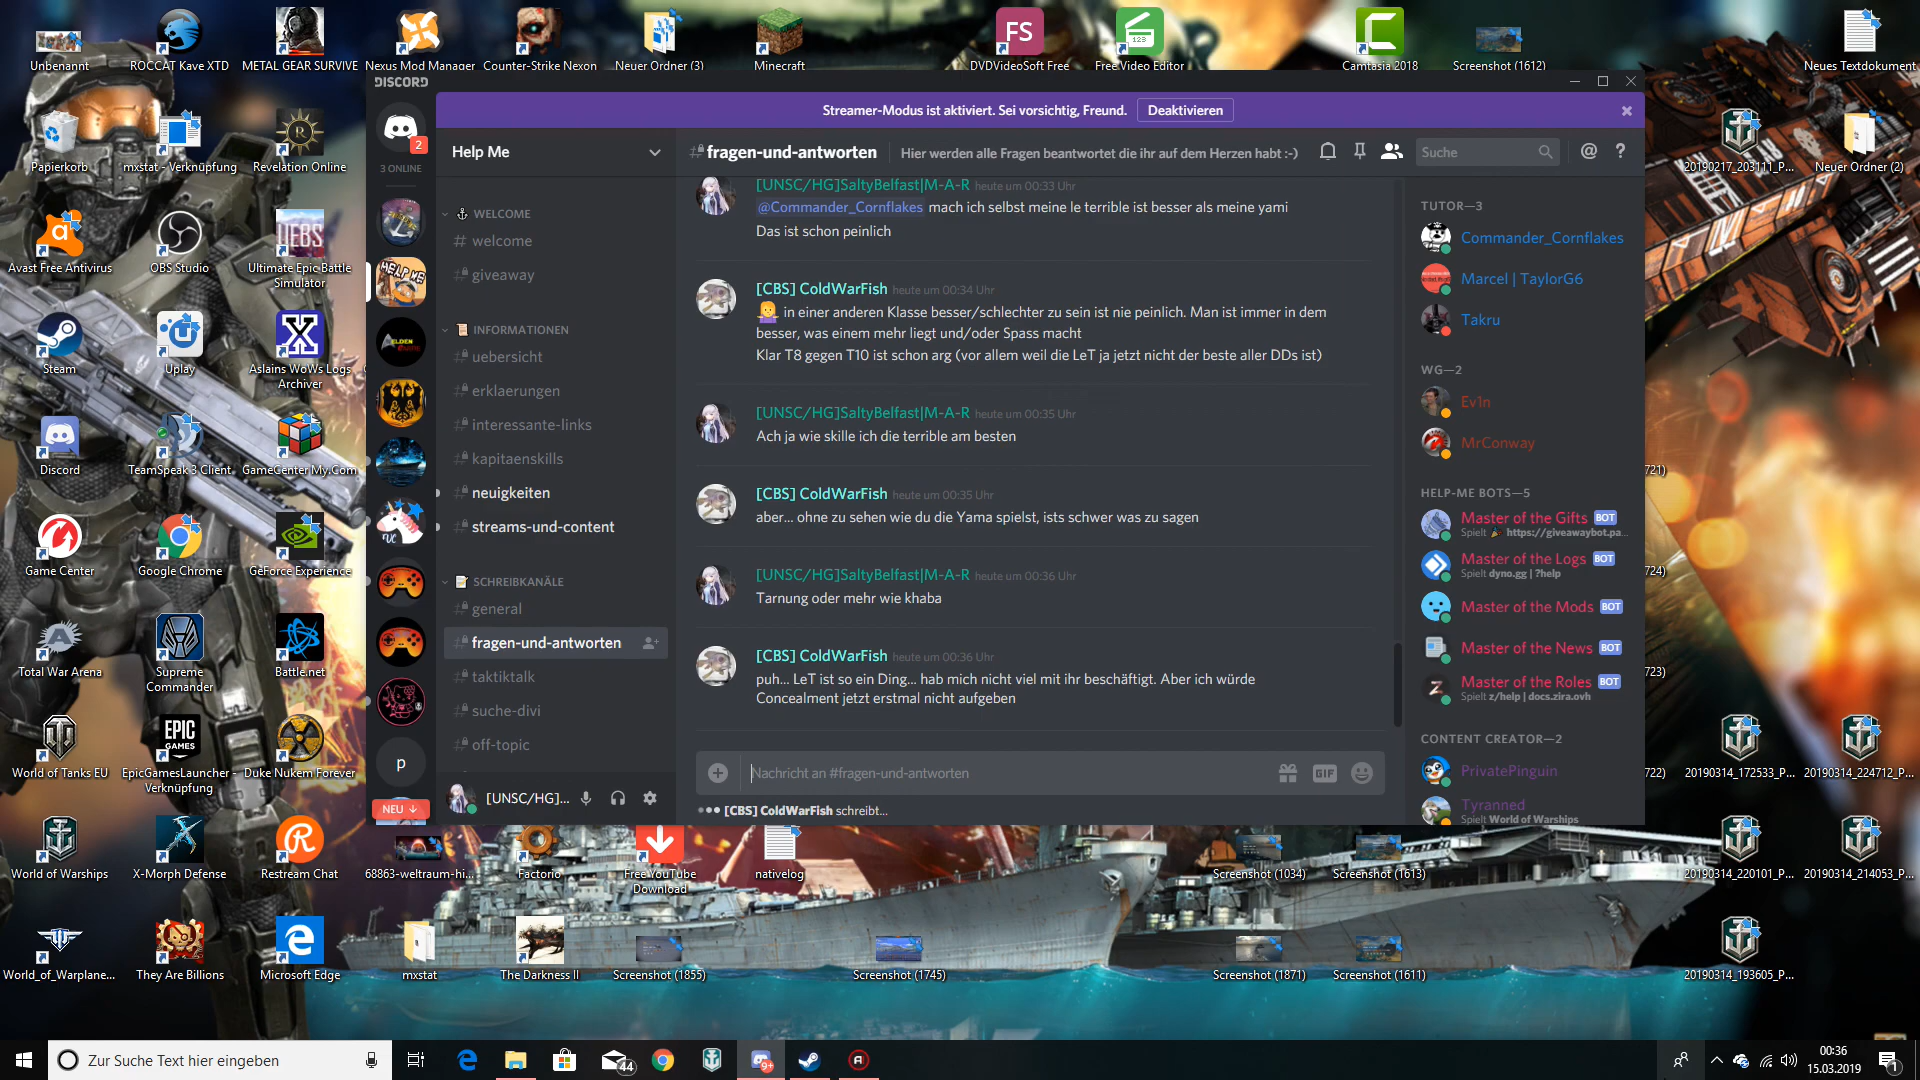 Unbenannt
ROCCAT Kave XTD
METAL GEAR SURVIVE
Nexus Mod Manager
Counter-Strike Nexon
Neuer Ordner (3)
Minecraft
FS
DVDVideoSoft Free
Free Video Editor
Camtasia 2018
Screenshot (1612)
Neues Textdokument
DISCORD
Streamer-Modus ist aktiviert. Sei vorsichtig, Freund.
Deaktivieren
2
3 ONLINE
Help Me
#fragen-und-antworten
Hier werden alle Fragen beantwortet die ihr auf dem Herzen habt :-)
Suche
@
?
Papierkorb
mxstat - Verknüpfung
Revelation Online
20190217_203111_P...
Neuer Ordner (2)
WELCOME
# welcome
giveaway
INFORMATIONEN
uebersicht
erklaerungen
interessante-links
kapitaenskills
neuigkeiten
streams-und-content
SCHREIBKANÄLE
general
fragen-und-antworten
taktiktalk
suche-divi
off-topic
p
NEU ↓
[UNSC/HG]...
[UNSC/HG]SaltyBelfast|M-A-R heute um 00:33 Uhr
@Commander_Cornflakes mach ich selbst meine le terrible ist besser als meine yami
Das ist schon peinlich
[CBS] ColdWarFish heute um 00:34 Uhr
in einer anderen Klasse besser/schlechter zu sein ist nie peinlich. Man ist immer in dem
besser, was einem mehr liegt und/oder Spass macht
Klar T8 gegen T10 ist schon arg (vor allem weil die LeT ja jetzt nicht der beste aller DDs ist)
[UNSC/HG]SaltyBelfast|M-A-R heute um 00:35 Uhr
Ach ja wie skille ich die terrible am besten
[CBS] ColdWarFish heute um 00:35 Uhr
aber... ohne zu sehen wie du die Yama spielst, ists schwer was zu sagen
[UNSC/HG]SaltyBelfast|M-A-R heute um 00:36 Uhr
Tarnung oder mehr wie khaba
[CBS] ColdWarFish heute um 00:36 Uhr
puh... LeT ist so ein Ding... hab mich nicht viel mit ihr beschäftigt. Aber ich würde
Concealment jetzt erstmal nicht aufgeben
Nachricht an #fragen-und-antworten
GIF
[CBS] ColdWarFish schreibt...
TUTOR—3
Commander_Cornflakes
Marcel | TaylorG6
Takru
WG—2
Ev1n
MrConway
HELP-ME BOTS—5
Master of the Gifts BOT
Spielt https://giveawaybot.pa...
Master of the Logs BOT
Spielt dyno.gg | ?help
Master of the Mods BOT
Master of the News BOT
Master of the Roles BOT
Spielt z/help | docs.zira.ovh
CONTENT CREATOR—2
PrivatePinguin
Tyranned
Spielt World of Warships
Avast Free Antivirus
OBS Studio
UEBS
Ultimate Epic Battle
Simulator
Steam
Uplay
Aslains WoWs Logs
Archiver
Discord
TeamSpeak 3 Client
GameCenter My.Com
721)
Game Center
Google Chrome
GeForce Experience
724)
Total War Arena
Supreme
Commander
Battle.net
723)
World of Tanks EU
EPIC
GAMES
EpicGamesLauncher -
Verknüpfung
Duke Nukem Forever
722)
20190314_172533_P...
20190314_224712_P...
World of Warships
X-Morph Defense
Restream Chat
68863-weltraum-hi...
Factorio
Free YouTube
Download
nativelog
Screenshot (1034)
Screenshot (1613)
20190314_220101_P...
20190314_214053_P...
World_of_Warplane...
They Are Billions
Microsoft Edge
mxstat
The Darkness II
Screenshot (1855)
Screenshot (1745)
Screenshot (1871)
Screenshot (1611)
20190314_193605_P...
Zur Suche Text hier eingeben
44
9+
00:36
15.03.2019
1